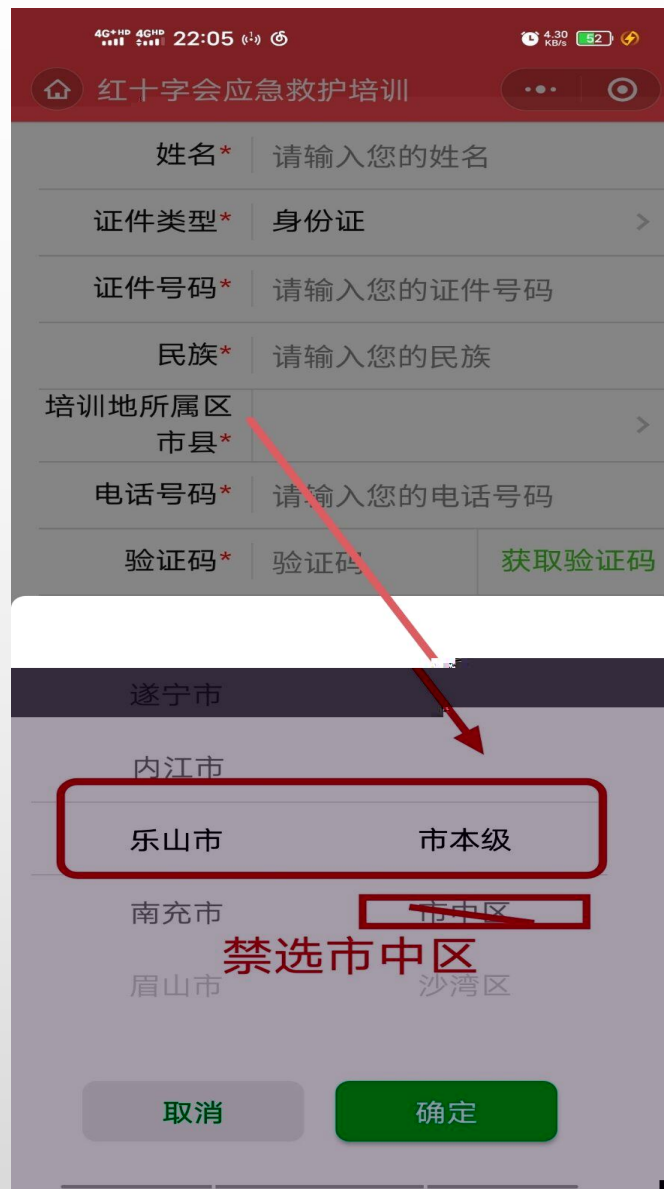 4G+HD 4GHD 22:05 4.30 KB/s 52
红十字会应急救护培训
姓名* 请输入您的姓名
证件类型* 身份证
证件号码* 请输入您的证件号码
民族* 请输入您的民族
培训地所属区
市县*
电话号码* 请输入您的电话号码
验证码* 验证码 获取验证码
遂宁市
内江市
乐山市 市本级
南充市 市中区
禁选市中区
眉山市 沙湾区
取消 确定